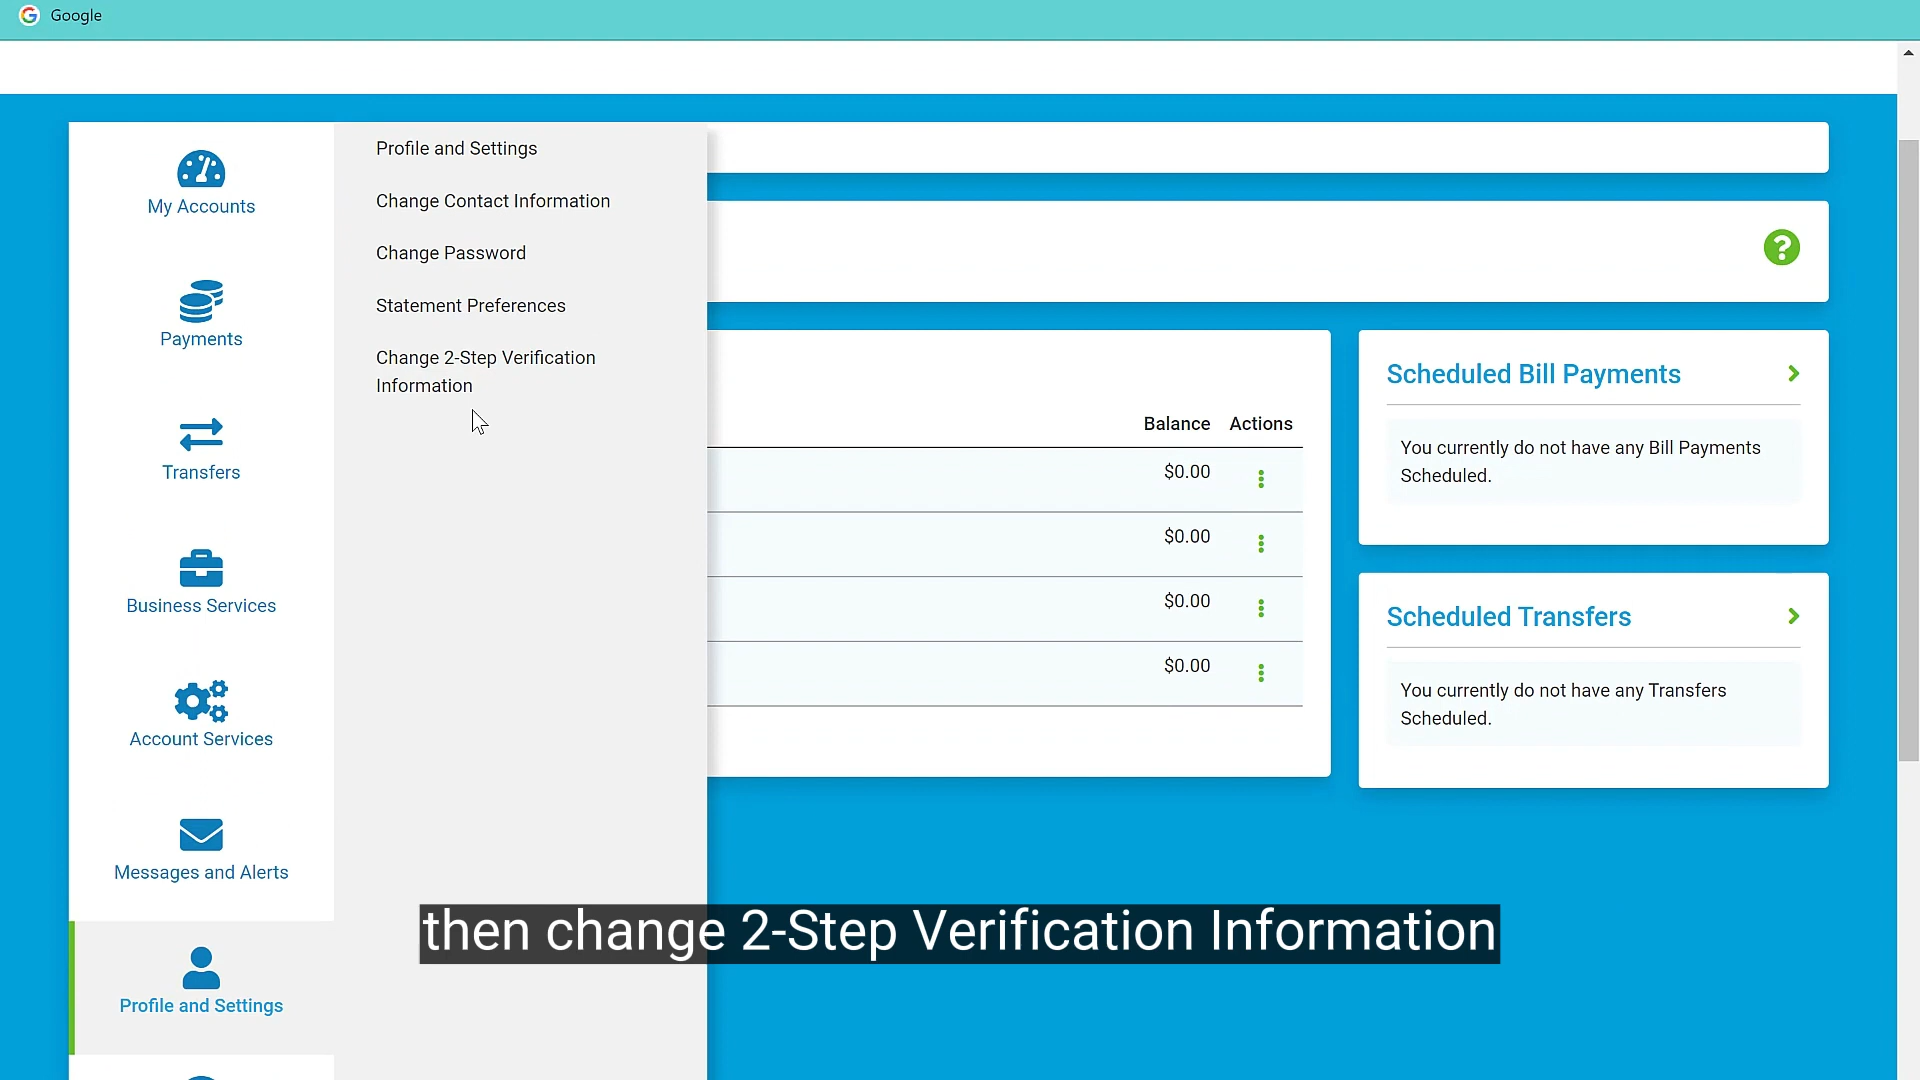 Google
My Accounts
Payments
Transfers
Business Services
Account Services
Messages and Alerts
Profile and Settings
Profile and Settings
Change Contact Information
Change Password
Statement Preferences
Change 2-Step Verification
Information
?
Balance Actions
$0.00
$0.00
$0.00
$0.00
Scheduled Bill Payments
You currently do not have any Bill Payments
Scheduled.
Scheduled Transfers
You currently do not have any Transfers
Scheduled.
then change 2-Step Verification Information